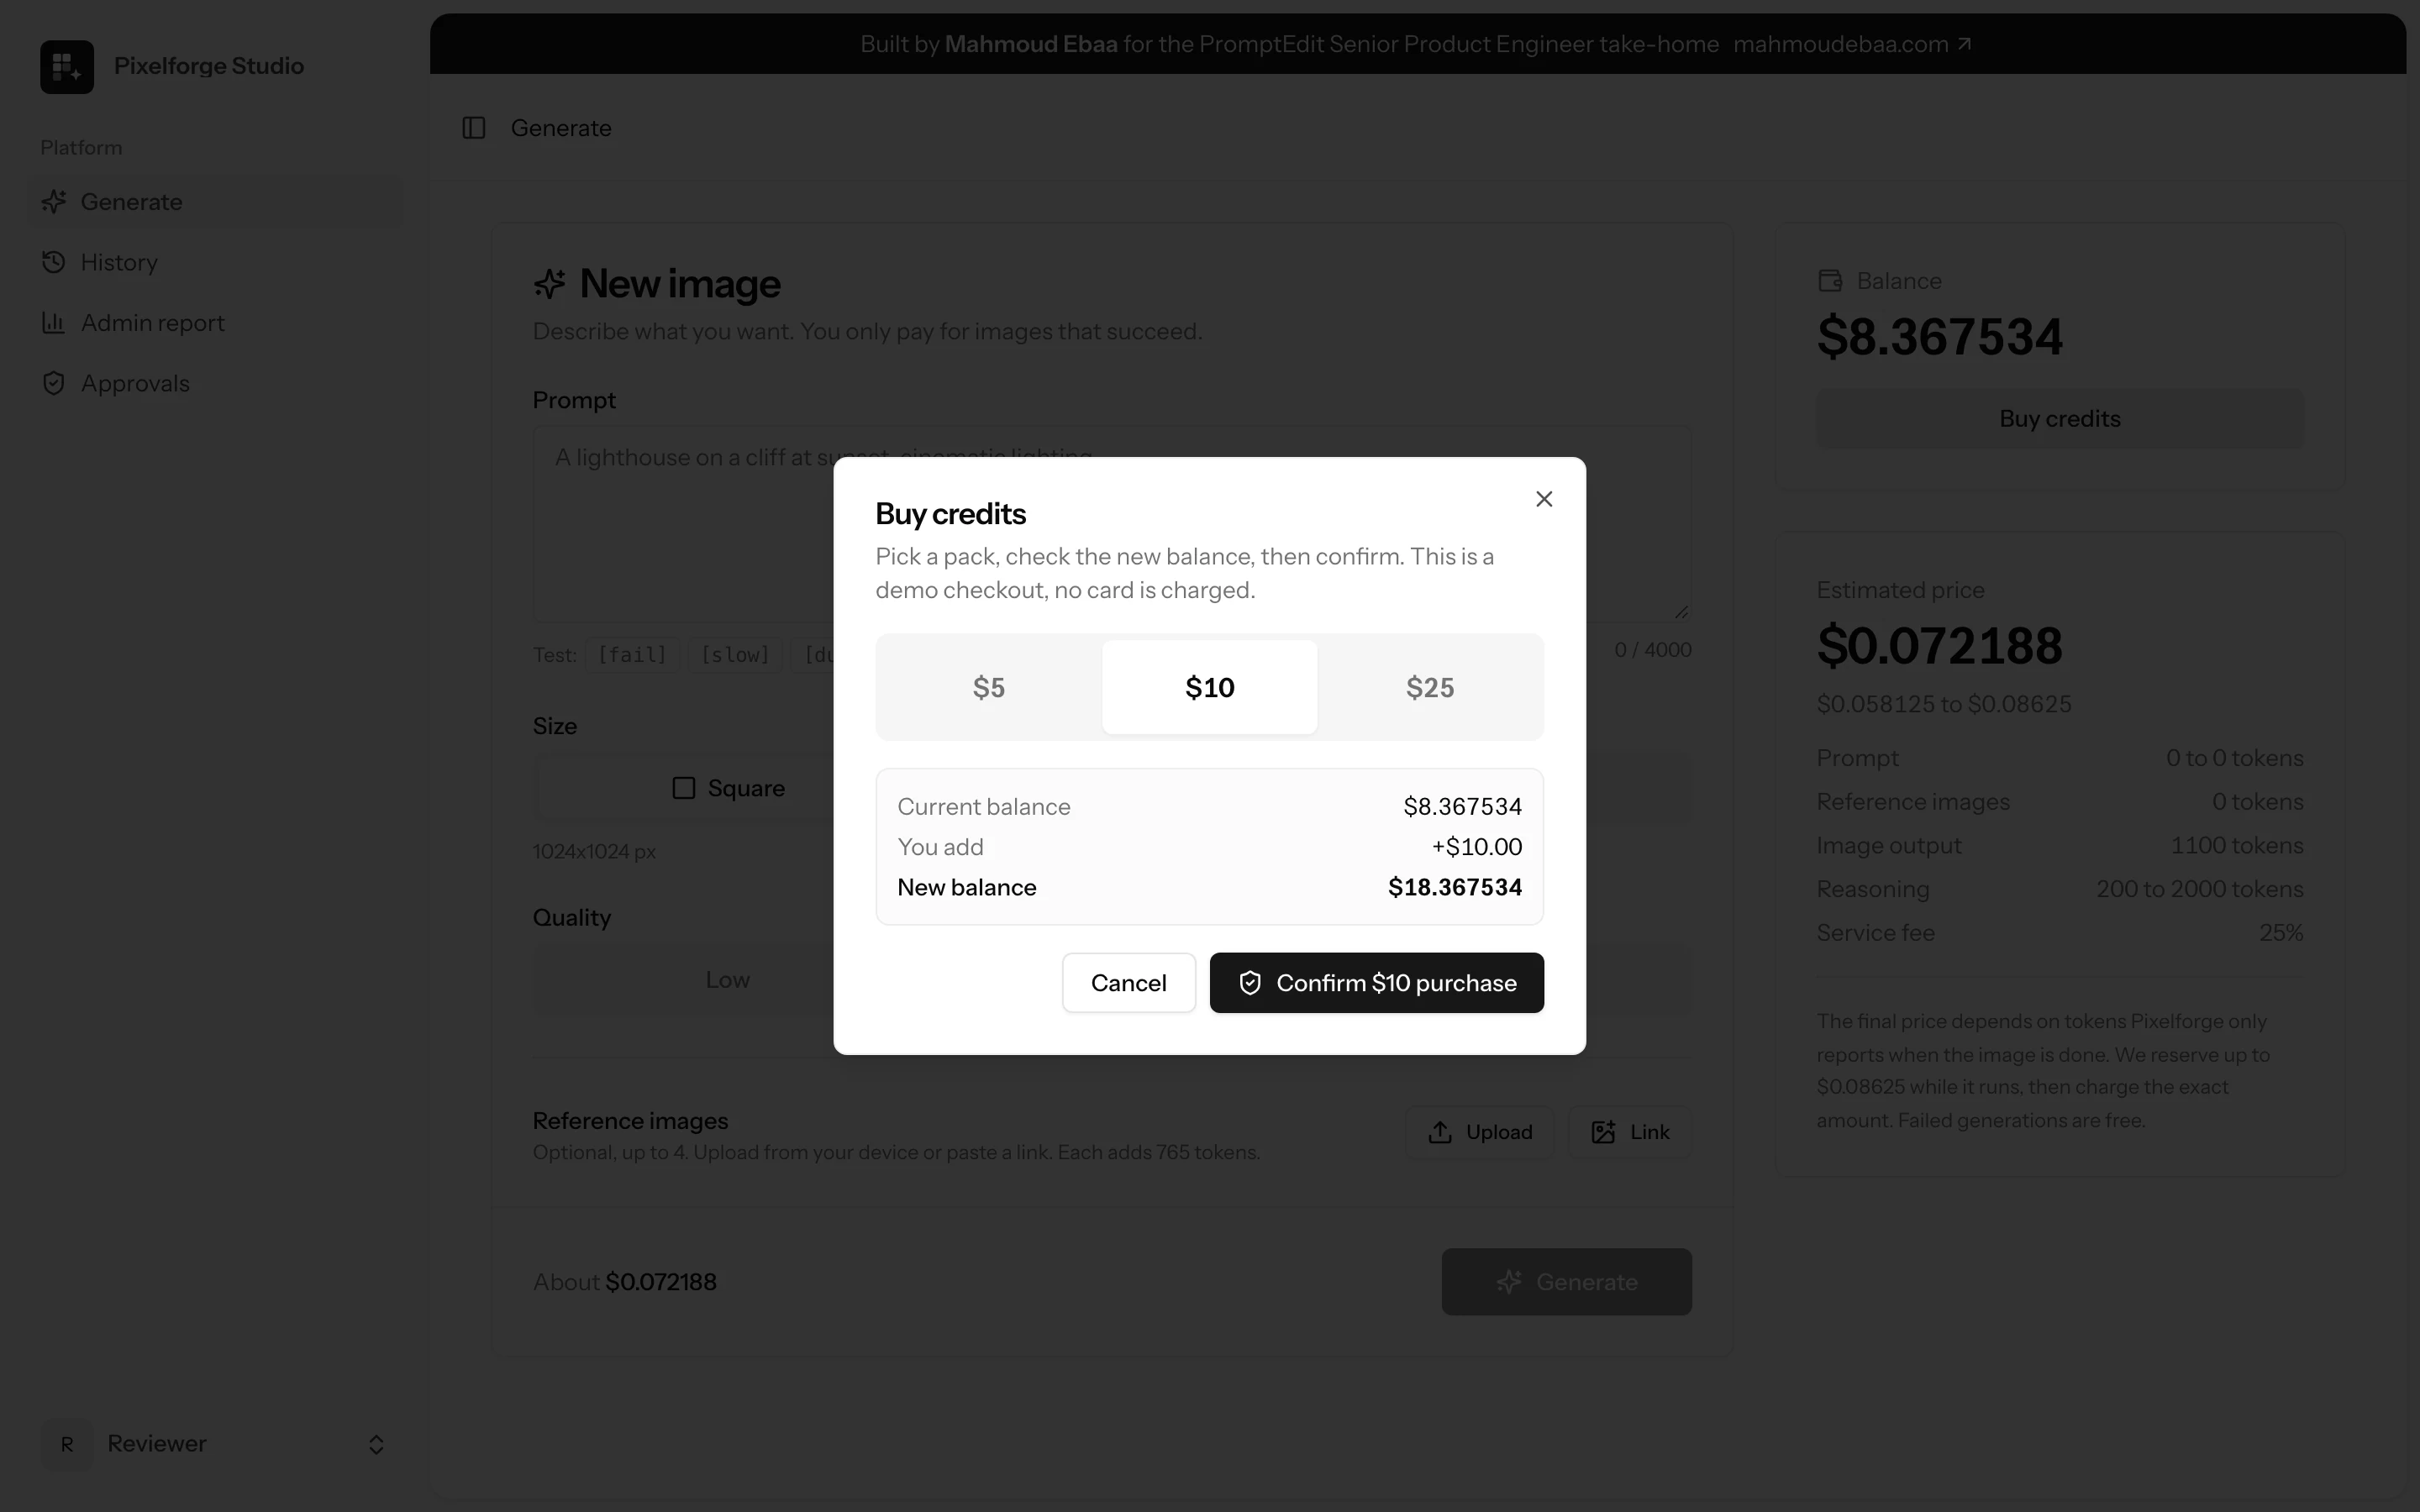 Pixelforge Studio
Platform
Generate
History
Admin report
Approvals
R Reviewer
Built by Mahmoud Ebaa for the PromptEdit Senior Product Engineer take-home mahmoudebaa.com
Generate
New image
Describe what you want. You only pay for images that succeed.
Prompt
A lighthouse on a cliff at sunset, cinematic lighting
Test: [fail] [slow]
0 / 4000
Size
Square
1024x1024 px
Quality
Low
Reference images
Optional, up to 4. Upload from your device or paste a link. Each adds 765 tokens.
Upload
Link
About $0.072188
Generate
Balance
$8.367534
Buy credits
Estimated price
$0.072188
$0.058125 to $0.08625
Prompt 0 to 0 tokens
Reference images 0 tokens
Image output 1100 tokens
Reasoning 200 to 2000 tokens
Service fee 25%
The final price depends on tokens Pixelforge only
reports when the image is done. We reserve up to
$0.08625 while it runs, then charge the exact
amount. Failed generations are free.
Buy credits
Pick a pack, check the new balance, then confirm. This is a
demo checkout, no card is charged.
$5 $10 $25
Current balance $8.367534
You add +$10.00
New balance $18.367534
Cancel
Confirm $10 purchase